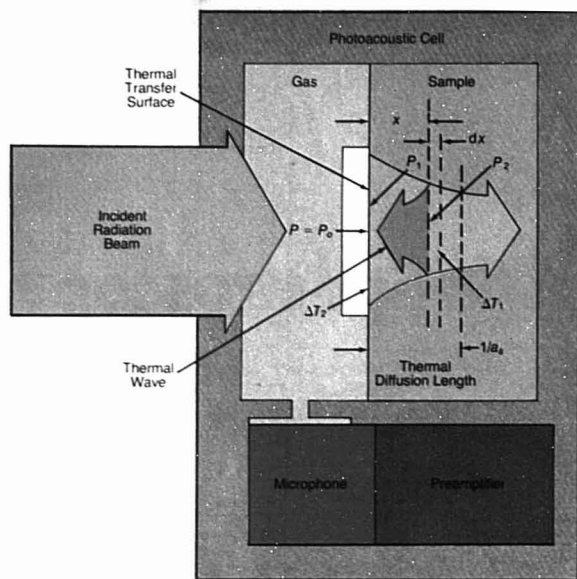 Photoacoustic Cell
Thermal
Transfer
Surface
Gas
Sample
x
dx
P₁
P₂
Incident
Radiation
Beam
P = P₀
ΔT₂
ΔT₁
1/aₛ
Thermal
Wave
Thermal
Diffusion Length
Microphone
Preamplifier